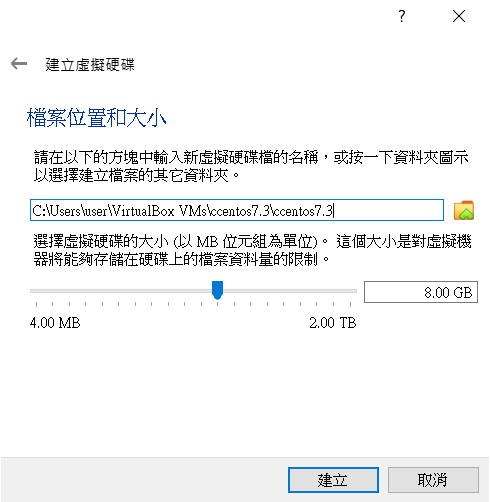 ?
建立虛擬硬碟
檔案位置和大小
請在以下的方塊中輸入新虛擬硬碟檔的名稱，或按一下資料夾圖示
以選擇建立檔案的其它資料夾。
C:\Users\user\VirtualBox VMs\ccentos7.3\ccentos7.3
選擇虛擬硬碟的大小 (以 MB 位元組為單位)。 這個大小是對虛擬機
器將能夠存儲在硬碟上的檔案資料量的限制。
8.00 GB
4.00 MB 2.00 TB
建立 取消